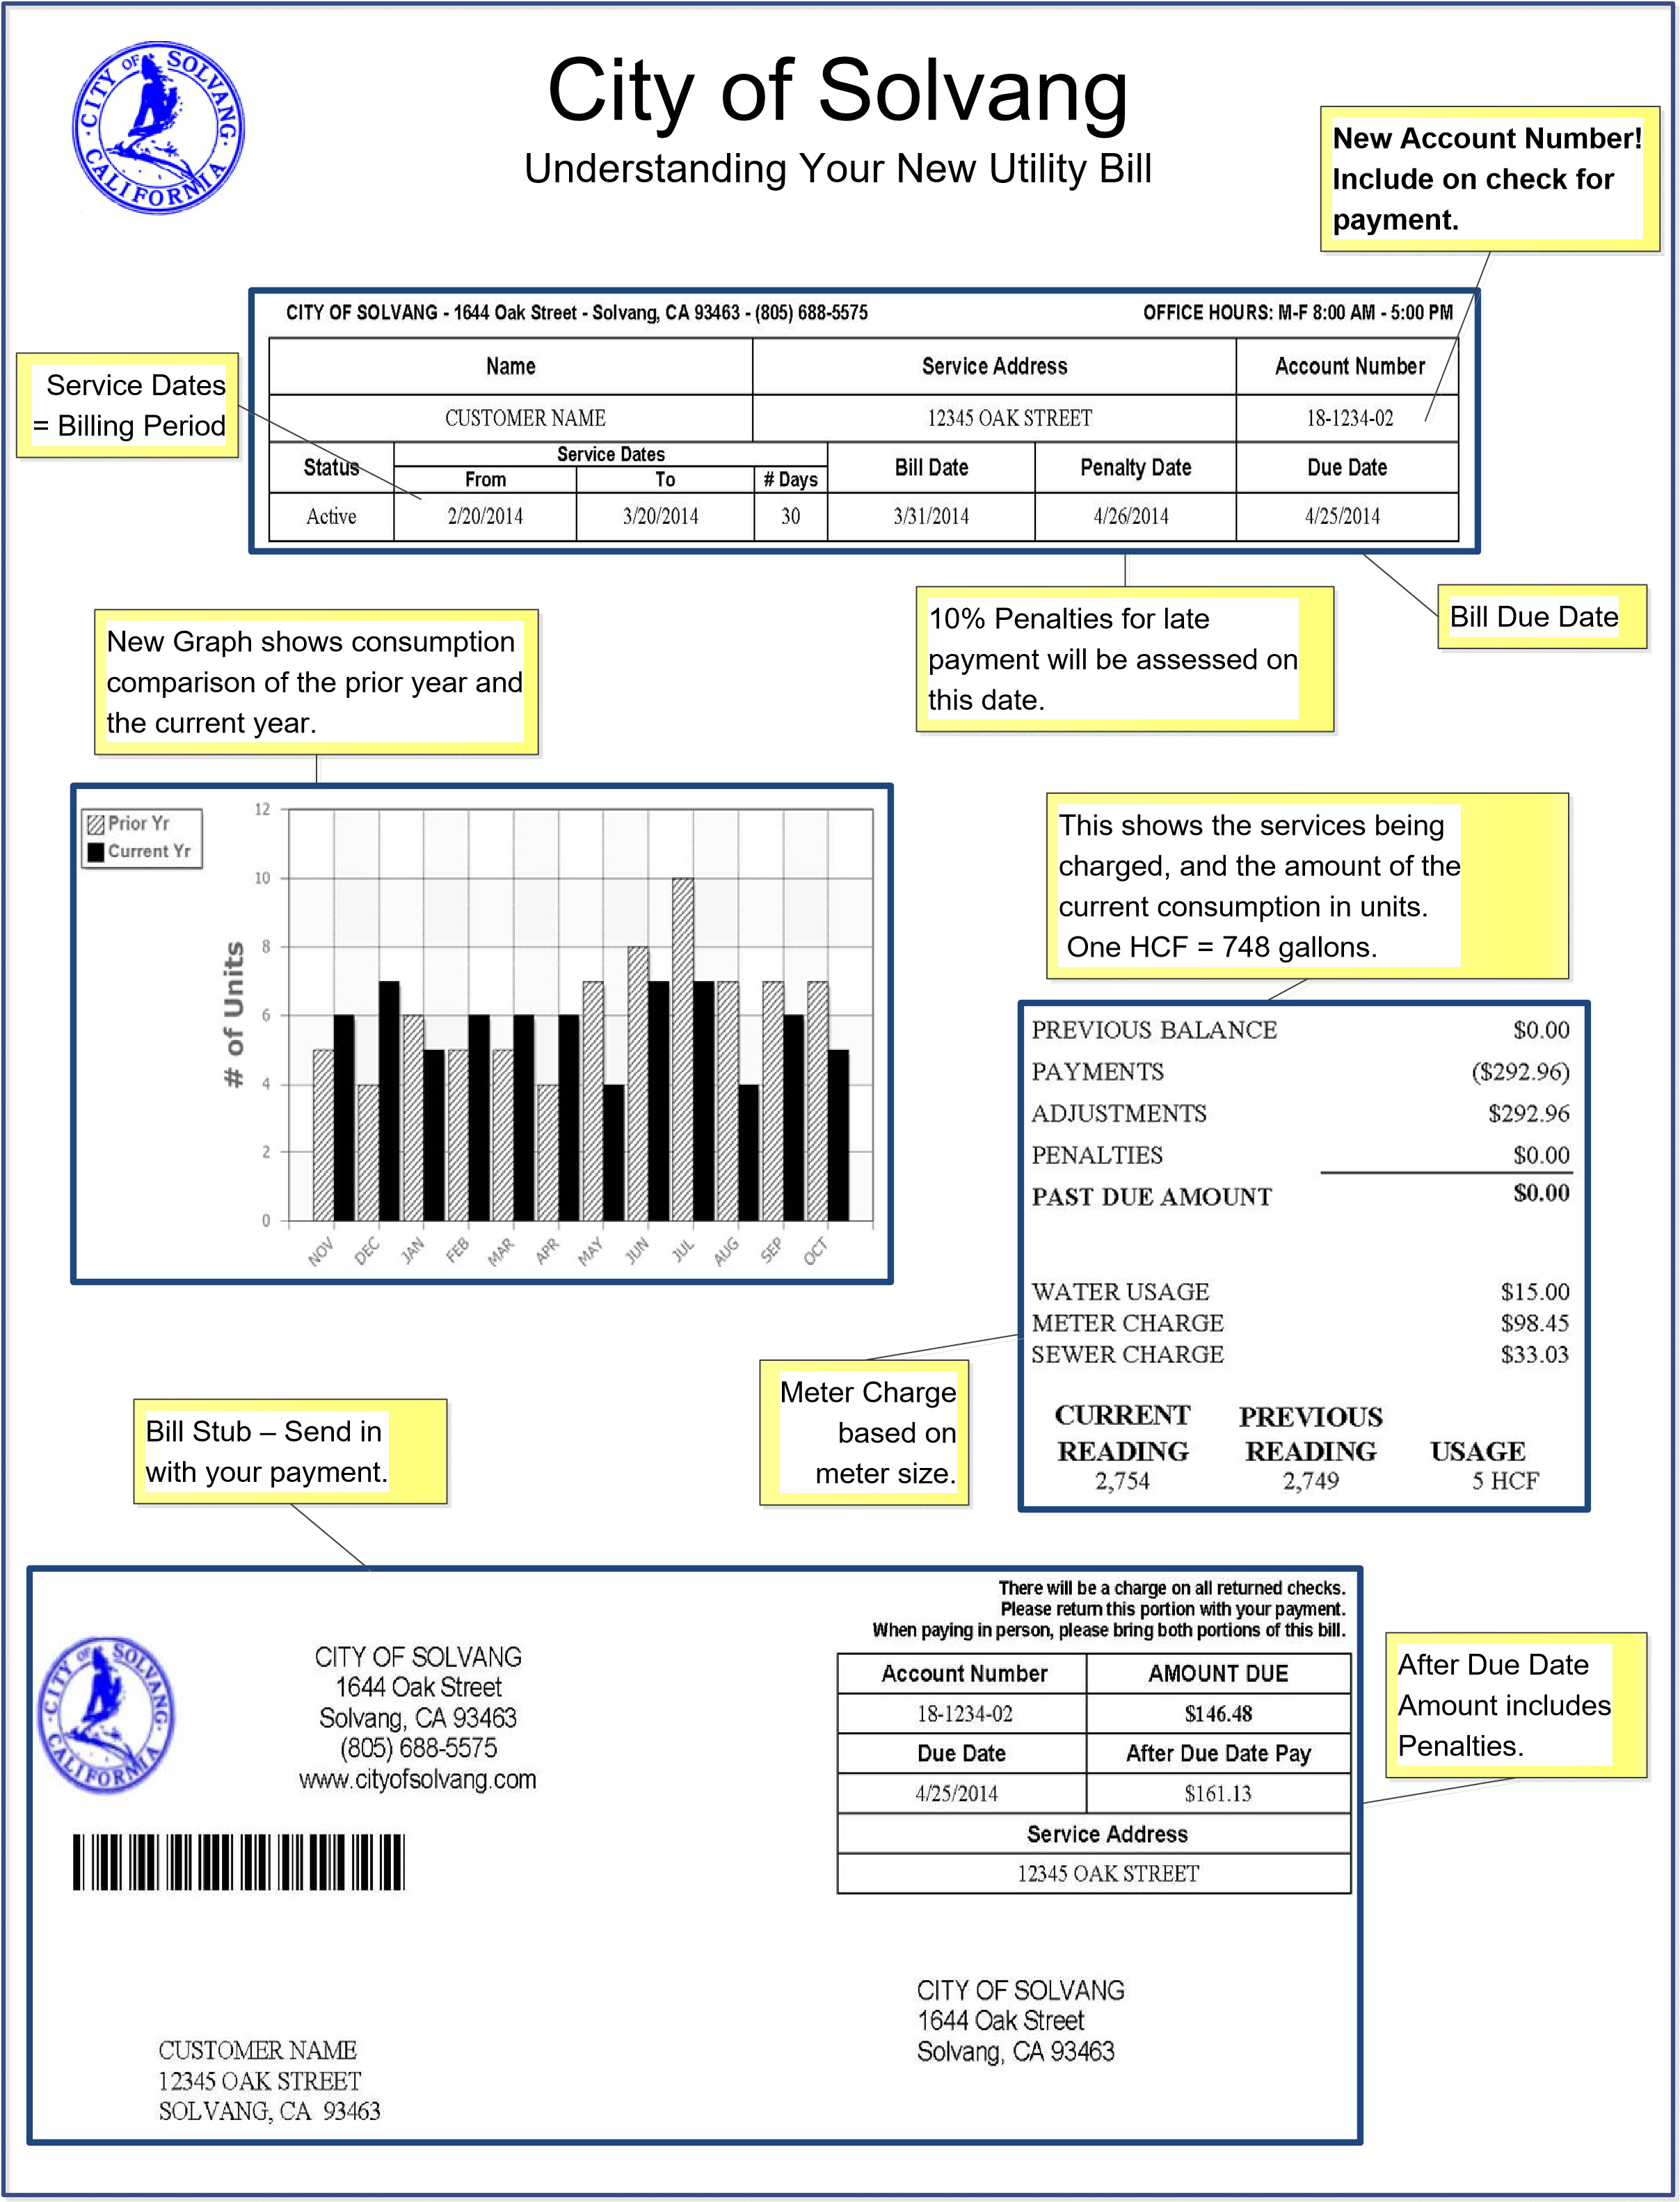 CITY OF SOLVANG
CALIFORNIA
City of Solvang
Understanding Your New Utility Bill
New Account Number!
Include on check for
payment.
CITY OF SOLVANG - 1644 Oak Street - Solvang, CA 93463 - (805) 688-5575
OFFICE HOURS: M-F 8:00 AM - 5:00 PM
Service Dates
= Billing Period
Name Service Address Account Number
CUSTOMER NAME 12345 OAK STREET 18-1234-02
Status Service Dates Bill Date Penalty Date Due Date
From To # Days
Active 2/20/2014 3/20/2014 30 3/31/2014 4/26/2014 4/25/2014
10% Penalties for late
payment will be assessed on
this date.
Bill Due Date
New Graph shows consumption
comparison of the prior year and
the current year.
Prior Yr
Current Yr
# of Units
12
10
8
6
4
2
0
NOV DEC JAN FEB MAR APR MAY JUN JUL AUG SEP OCT
This shows the services being
charged, and the amount of the
current consumption in units.
One HCF = 748 gallons.
PREVIOUS BALANCE $0.00
PAYMENTS ($292.96)
ADJUSTMENTS $292.96
PENALTIES $0.00
PAST DUE AMOUNT $0.00
WATER USAGE $15.00
METER CHARGE $98.45
SEWER CHARGE $33.03
CURRENT PREVIOUS
READING READING USAGE
2,754 2,749 5 HCF
Meter Charge
based on
meter size.
Bill Stub – Send in
with your payment.
There will be a charge on all returned checks.
Please return this portion with your payment.
When paying in person, please bring both portions of this bill.
CITY OF SOLVANG
CALIFORNIA
CITY OF SOLVANG
1644 Oak Street
Solvang, CA 93463
(805) 688-5575
www.cityofsolvang.com
Account Number AMOUNT DUE
18-1234-02 $146.48
Due Date After Due Date Pay
4/25/2014 $161.13
Service Address
12345 OAK STREET
After Due Date
Amount includes
Penalties.
CITY OF SOLVANG
1644 Oak Street
Solvang, CA 93463
CUSTOMER NAME
12345 OAK STREET
SOLVANG, CA 93463